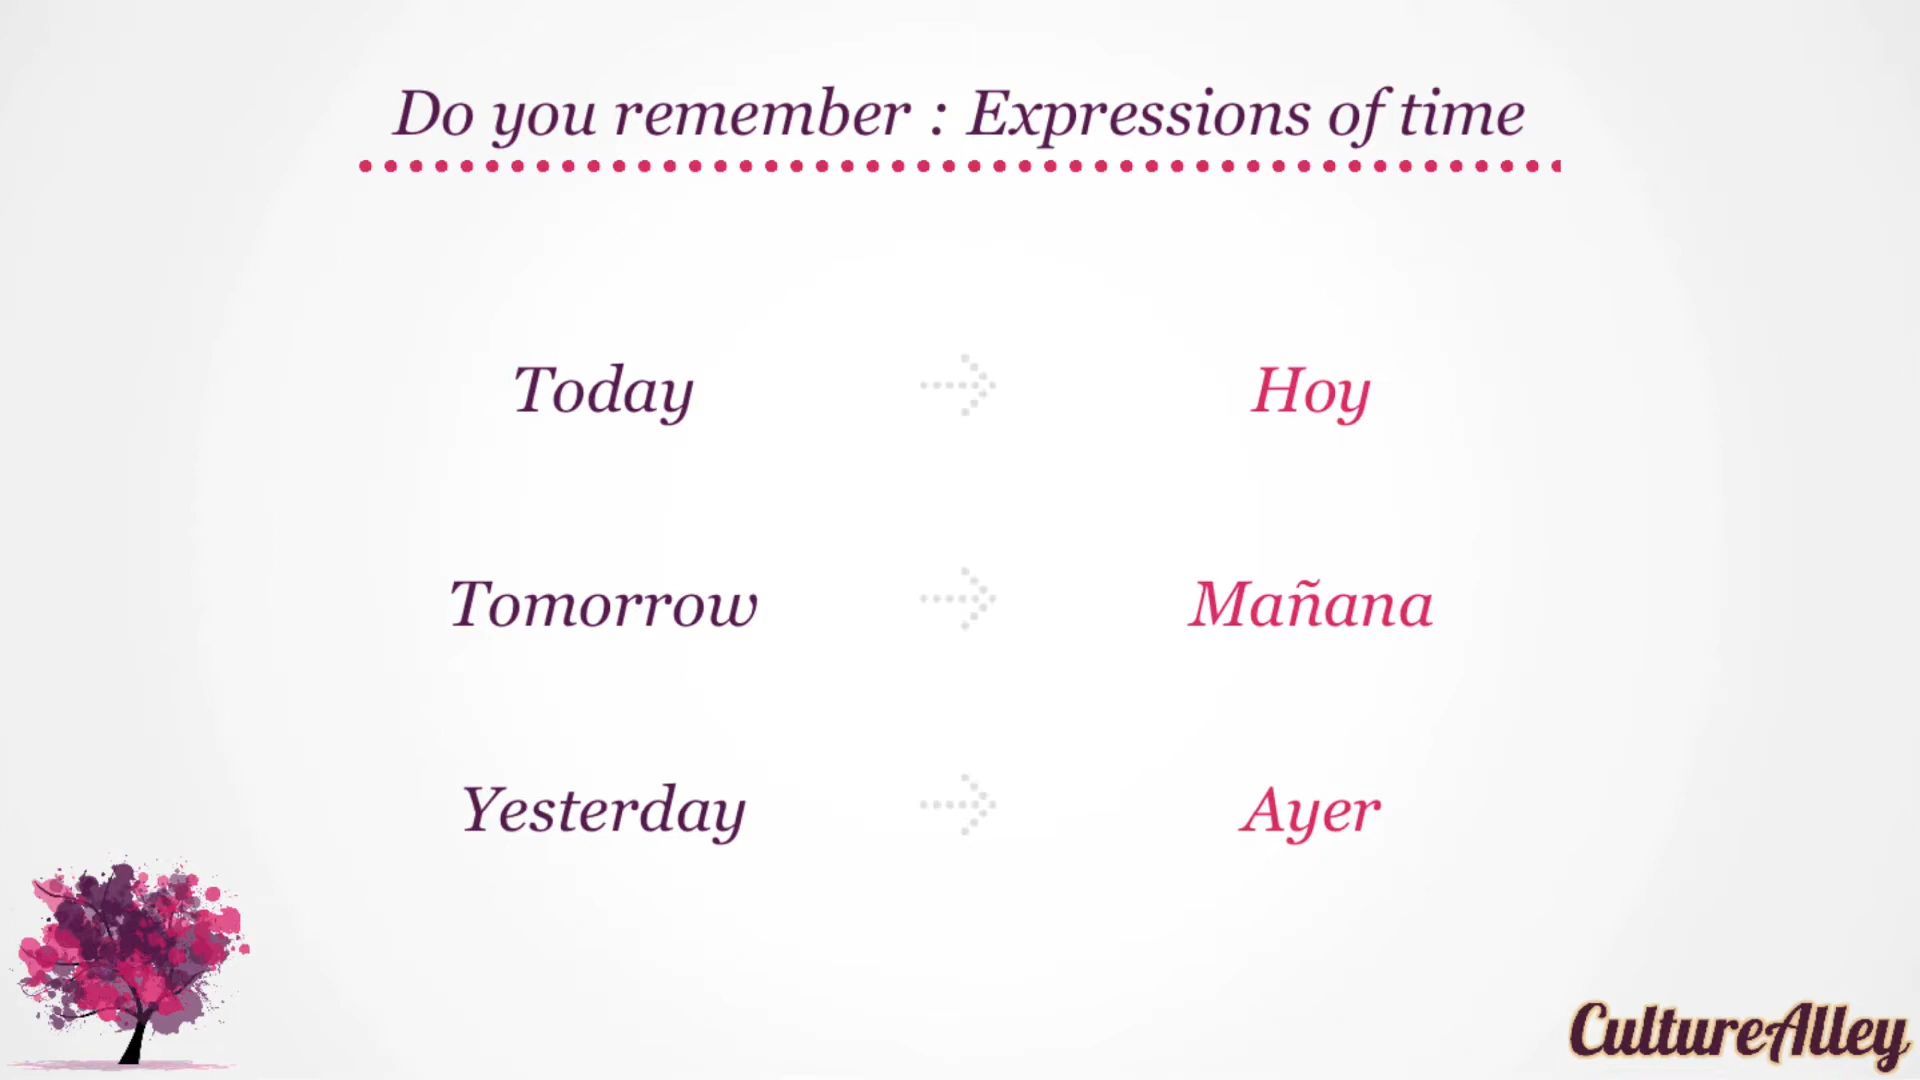 Do you remember : Expressions of time
Today Hoy
Tomorrow Mañana
Yesterday Ayer
CultureAlley